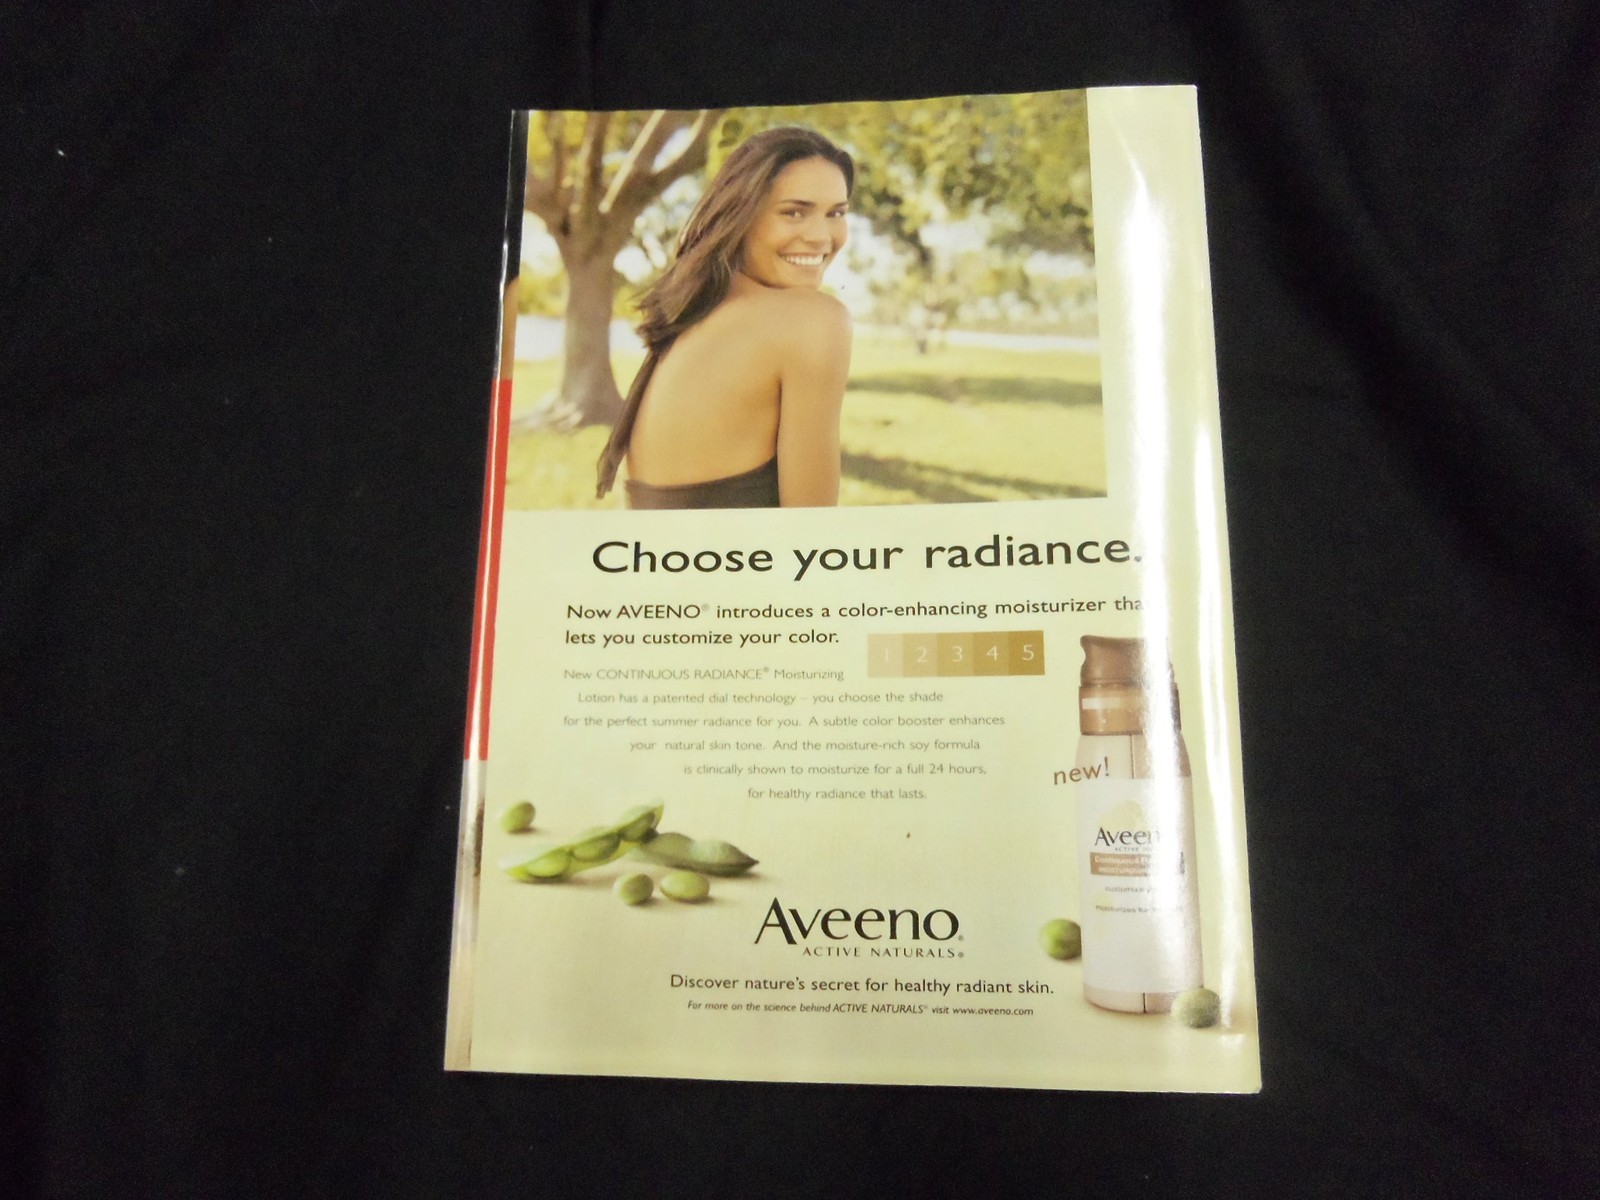 Choose your radiance.
Now AVEENO® introduces a color-enhancing moisturizer
lets you customize your color.
1 2 3 4 5
New CONTINUOUS RADIANCE® Moisturizing
Lotion has a patented dial technology – you choose the shade
for the perfect summer radiance for you. A subtle color booster enhances
your natural skin tone. And the moisture-rich soy formula
is clinically shown to moisturize for a full 24 hours,
for healthy radiance that lasts.
new!
Aveen
Aveeno®
ACTIVE NATURALS®
Discover nature's secret for healthy radiant skin.
For more on the science behind ACTIVE NATURALS® visit www.aveeno.com